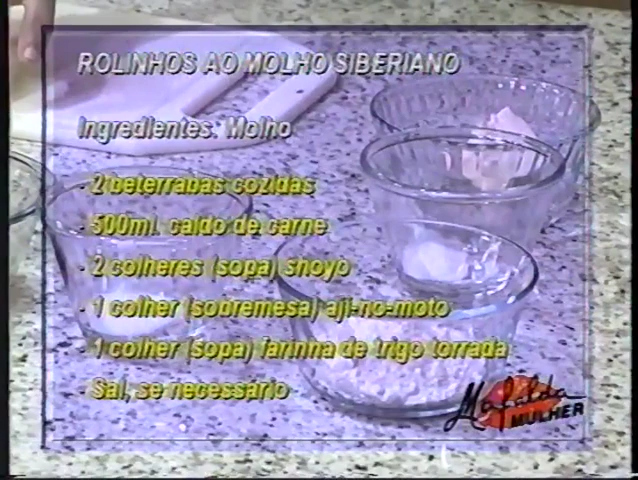 ROLINHOS AO MOLHO SIBERIANO
Ingredientes: Molho
- 2 beterrabas cozidas
- 500ml. caldo de carne
- 2 colheres (sopa) shoyo
- 1 colher (sobremesa) aji-no-moto
- 1 colher (sopa) farinha de trigo torrada
- Sal, se necessário
Mafalda
MULHER